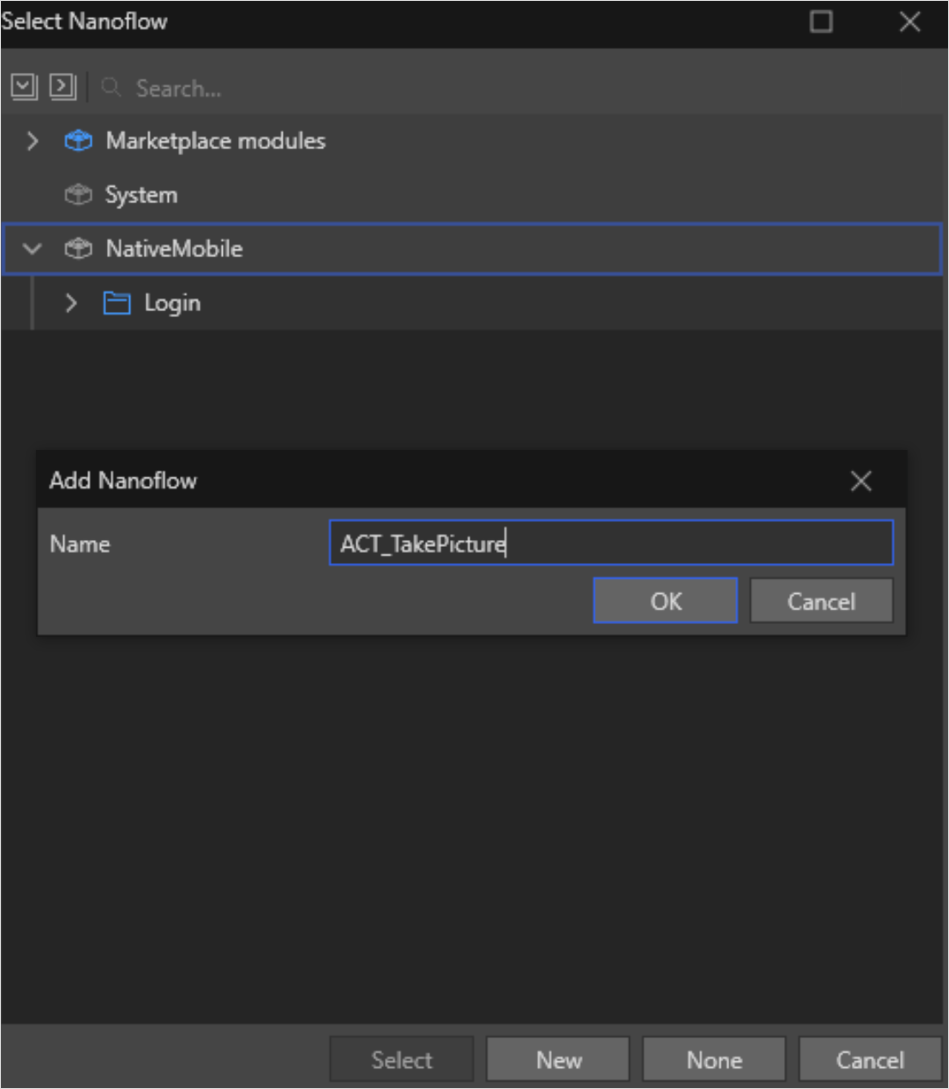 Select Nanoflow
Search...
Marketplace modules
System
NativeMobile
Login
Add Nanoflow
Name ACT_TakePicture
OK Cancel
Select New None Cancel